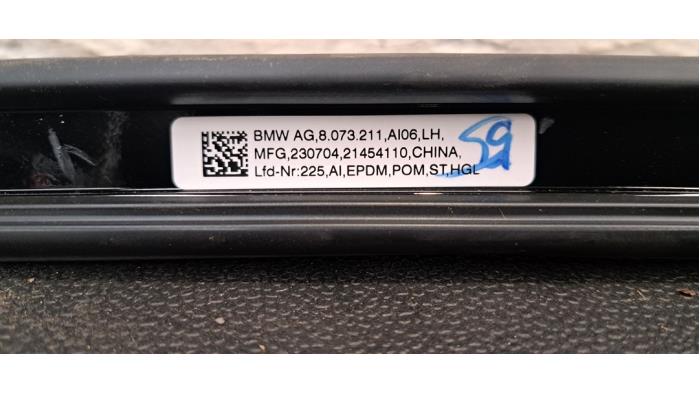 BMW AG,8.073.211,AI06,LH,
MFG,230704,21454110,CHINA,
Lfd-Nr:225,AI,EPDM,POM,ST,HGL
59